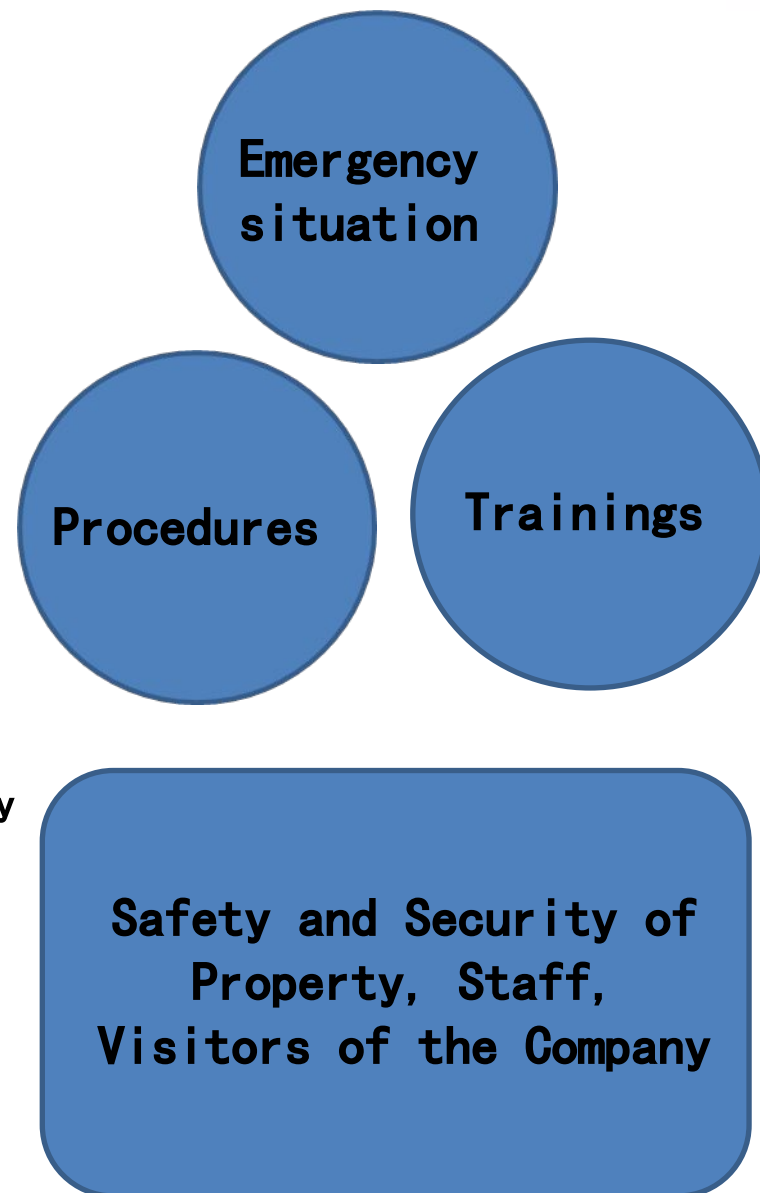 Emergency
situation
Procedures
Trainings
y
Safety and Security of
Property, Staff,
Visitors of the Company